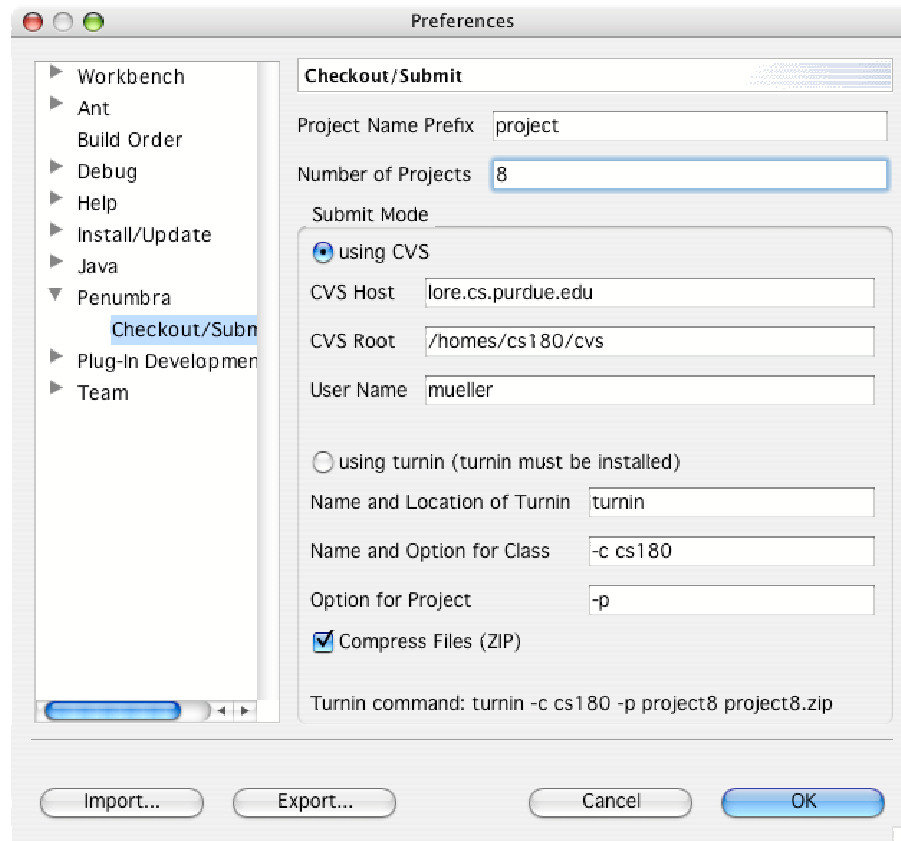 Preferences
Workbench
Ant
Build Order
Debug
Help
Install/Update
Java
Penumbra
Checkout/Subm
Plug-In Developmen
Team
Checkout/Submit
Project Name Prefix project
Number of Projects 8
Submit Mode
using CVS
CVS Host lore.cs.purdue.edu
CVS Root /homes/cs180/cvs
User Name mueller
using turnin (turnin must be installed)
Name and Location of Turnin turnin
Name and Option for Class -c cs180
Option for Project -p
Compress Files (ZIP)
Turnin command: turnin -c cs180 -p project8 project8.zip
Import... Export... Cancel OK